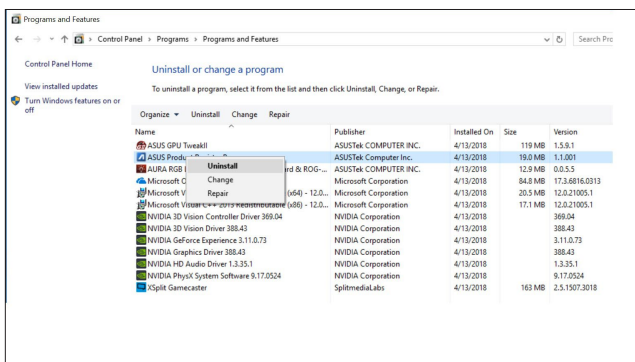 Programs and Features
Control Panel > Programs > Programs and Features
Search Pro
Control Panel Home
View installed updates
Turn Windows features on or
off
Uninstall or change a program
To uninstall a program, select it from the list and then click Uninstall, Change, or Repair.
Organize Uninstall Change Repair
Name Publisher Installed On Size Version
ASUS GPU TweakII ASUSTek COMPUTER INC. 4/13/2018 119 MB 1.5.9.1
ASUS Product ASUSTek Computer Inc. 4/13/2018 19.0 MB 1.1.001
AURA RGB rd & ROG-... ASUSTek COMPUTER INC. 4/13/2018 12.9 MB 0.0.5.5
Microsoft O Microsoft Corporation 4/13/2018 84.8 MB 17.3.6816.0313
Microsoft V (x64) - 12.0... Microsoft Corporation 4/13/2018 20.5 MB 12.0.21005.1
Microsoft Visual C++ 2013 Redistributable (x86) - 12.0... Microsoft Corporation 4/13/2018 17.1 MB 12.0.21005.1
NVIDIA 3D Vision Controller Driver 369.04 NVIDIA Corporation 4/13/2018 369.04
NVIDIA 3D Vision Driver 388.43 NVIDIA Corporation 4/13/2018 388.43
NVIDIA GeForce Experience 3.11.0.73 NVIDIA Corporation 4/13/2018 3.11.0.73
NVIDIA Graphics Driver 388.43 NVIDIA Corporation 4/13/2018 388.43
NVIDIA HD Audio Driver 1.3.35.1 NVIDIA Corporation 4/13/2018 1.3.35.1
NVIDIA PhysX System Software 9.17.0524 NVIDIA Corporation 4/13/2018 9.17.0524
XSplit Gamecaster SplitmediaLabs 4/13/2018 163 MB 2.5.1507.3018
Uninstall
Change
Repair